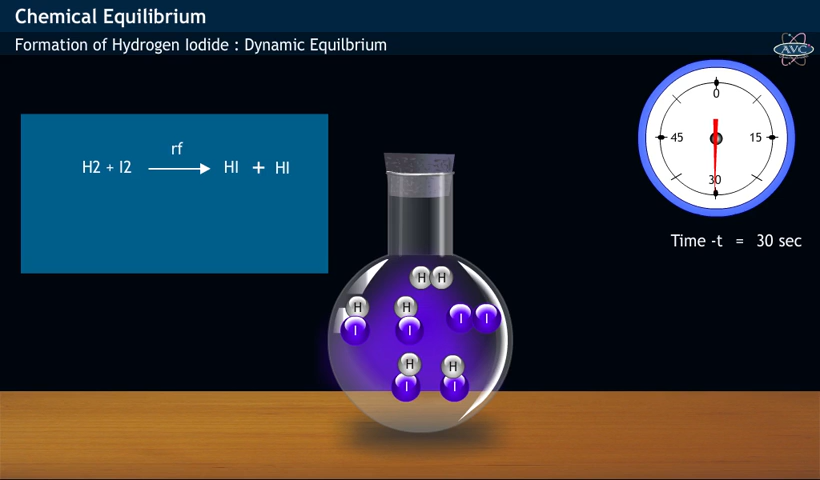 Chemical Equilibrium
Formation of Hydrogen Iodide : Dynamic Equilbrium
AVC
0
45
15
30
rf
H2 + I2 → HI + HI
Time -t = 30 sec
H H
H H
I I I I
H H
I I